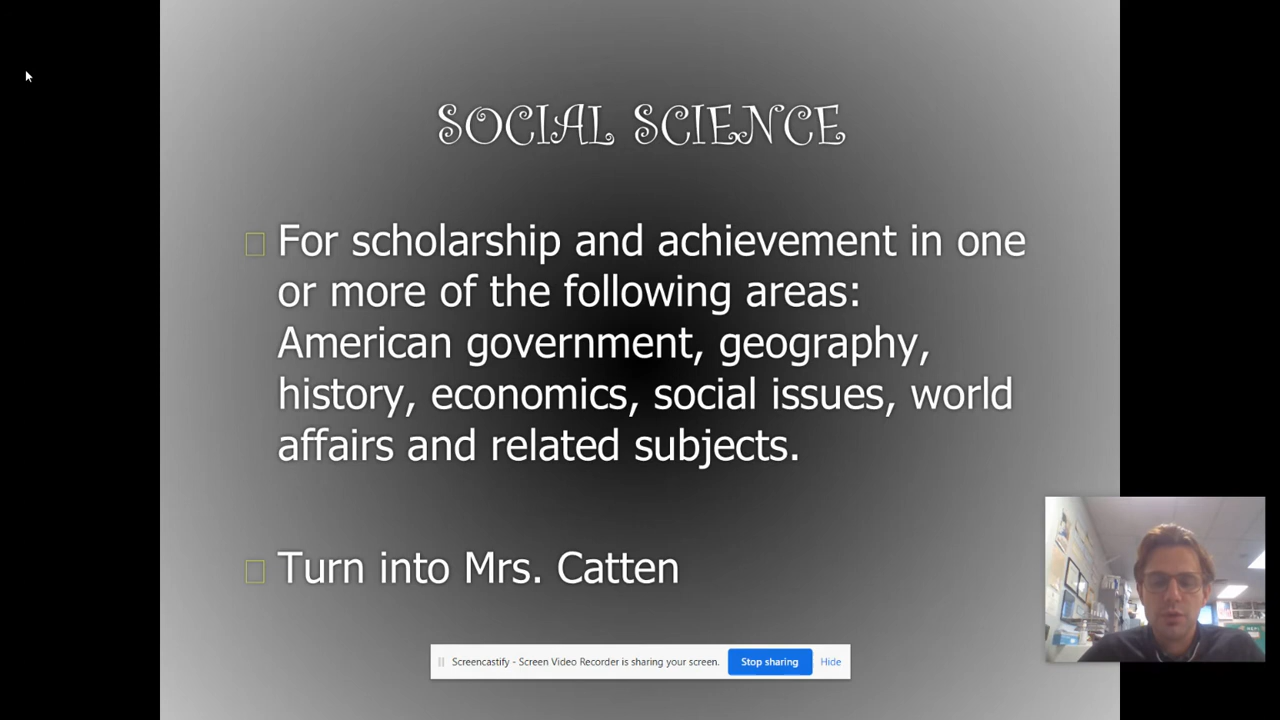 SOCIAL SCIENCE
For scholarship and achievement in one
or more of the following areas:
American government, geography,
history, economics, social issues, world
affairs and related subjects.
Turn into Mrs. Catten
Screencastify - Screen Video Recorder is sharing your screen. Stop sharing Hide